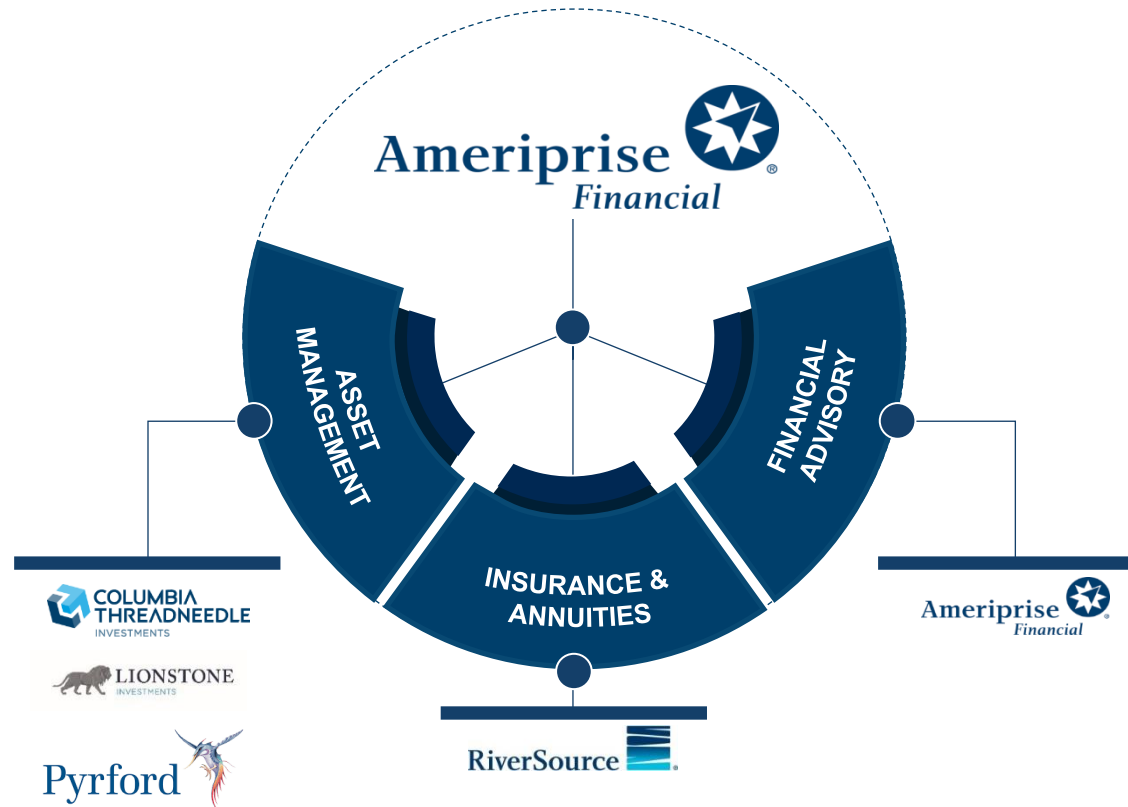 Ameriprise
®
Financial
ASSET
MANAGEMENT
FINANCIAL
ADVISORY
INSURANCE &
ANNUITIES
COLUMBIA
THREADNEEDLE
INVESTMENTS
LIONSTONE
INVESTMENTS
Pyrford
RiverSource
®
Ameriprise
®
Financial